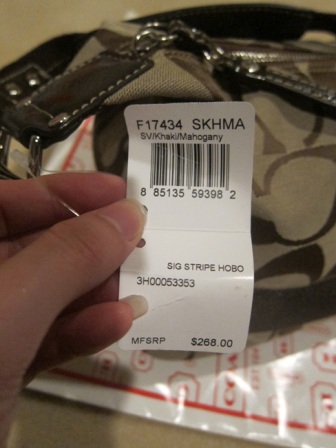 F17434 SKHMA
SV/Khaki/Mahogany
8 85135 59398 2
SIG STRIPE HOBO
3H00053353
MFSRP $268.00